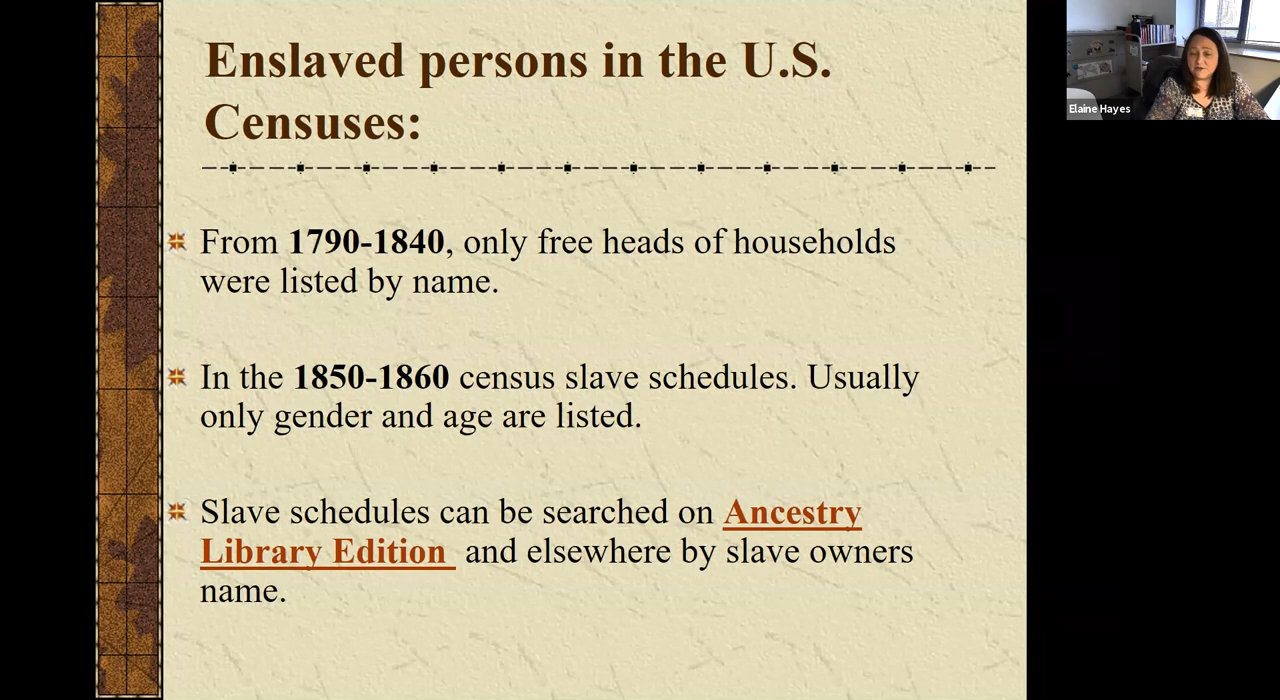 Enslaved persons in the U.S.
Censuses:
From 1790-1840, only free heads of households
were listed by name.
In the 1850-1860 census slave schedules. Usually
only gender and age are listed.
Slave schedules can be searched on Ancestry
Library Edition and elsewhere by slave owners
name.
Elaine Hayes